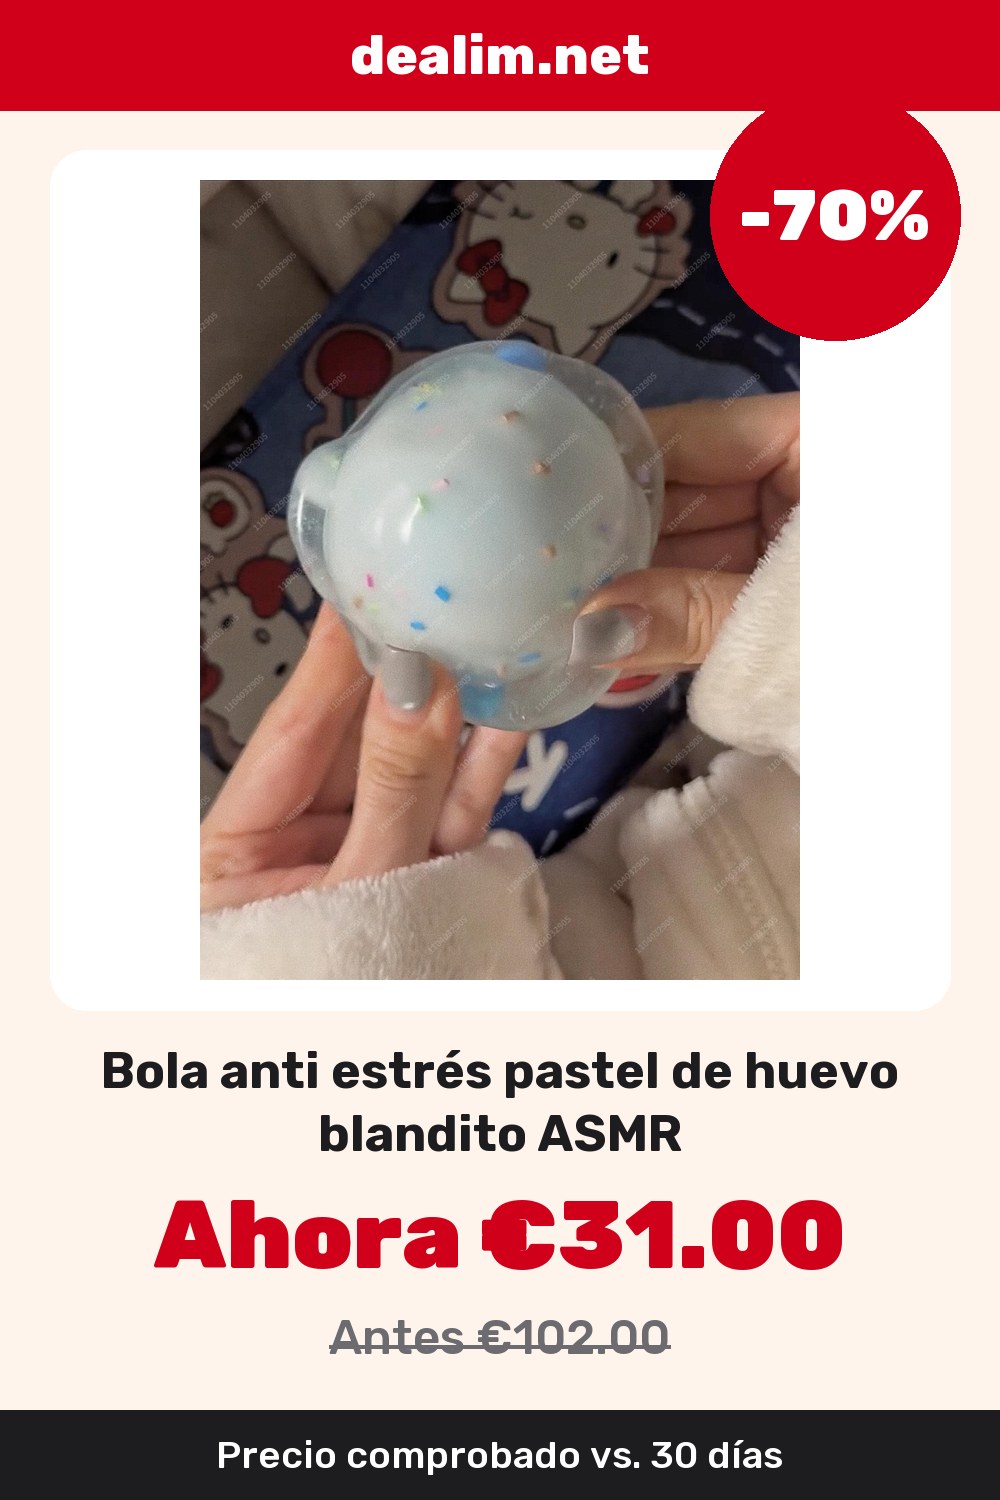 dealim.net
-70%
1104032905
K
Bola anti estrés pastel de huevo
blandito ASMR
Ahora €31.00
Antes €102.00
Precio comprobado vs. 30 días